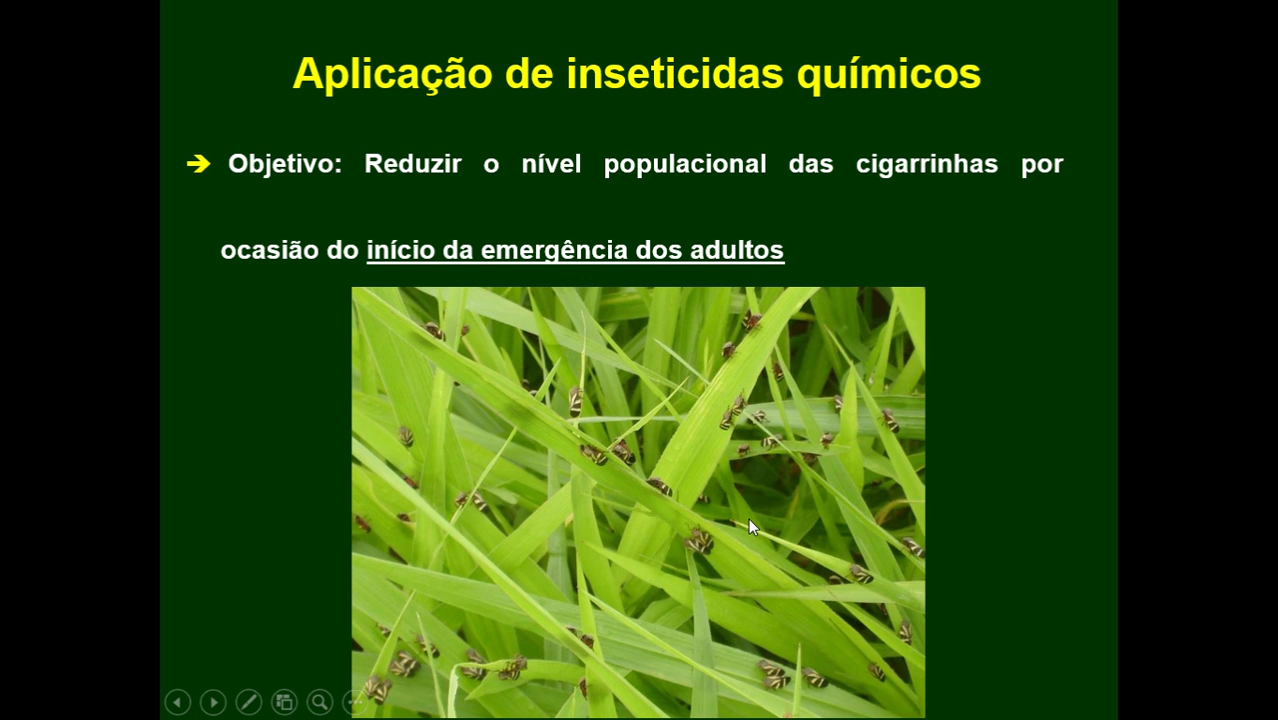 Aplicação de inseticidas químicos
➔ Objetivo: Reduzir o nível populacional das cigarrinhas por
ocasião do início da emergência dos adultos